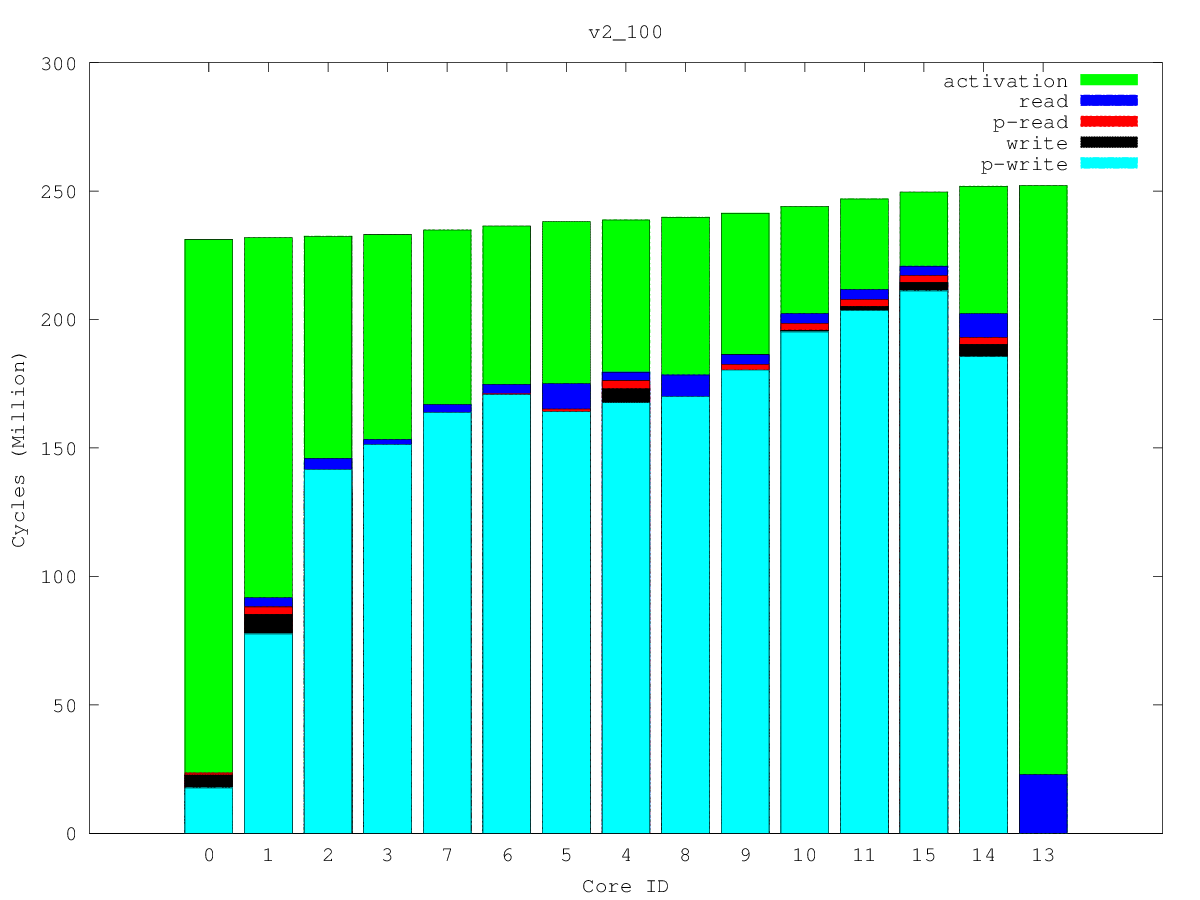 v2_100
300
250
200
150
100
50
0
Cycles (Million)
activation
read
p-read
write
p-write
0 1 2 3 7 6 5 4 8 9 10 11 15 14 13
Core ID